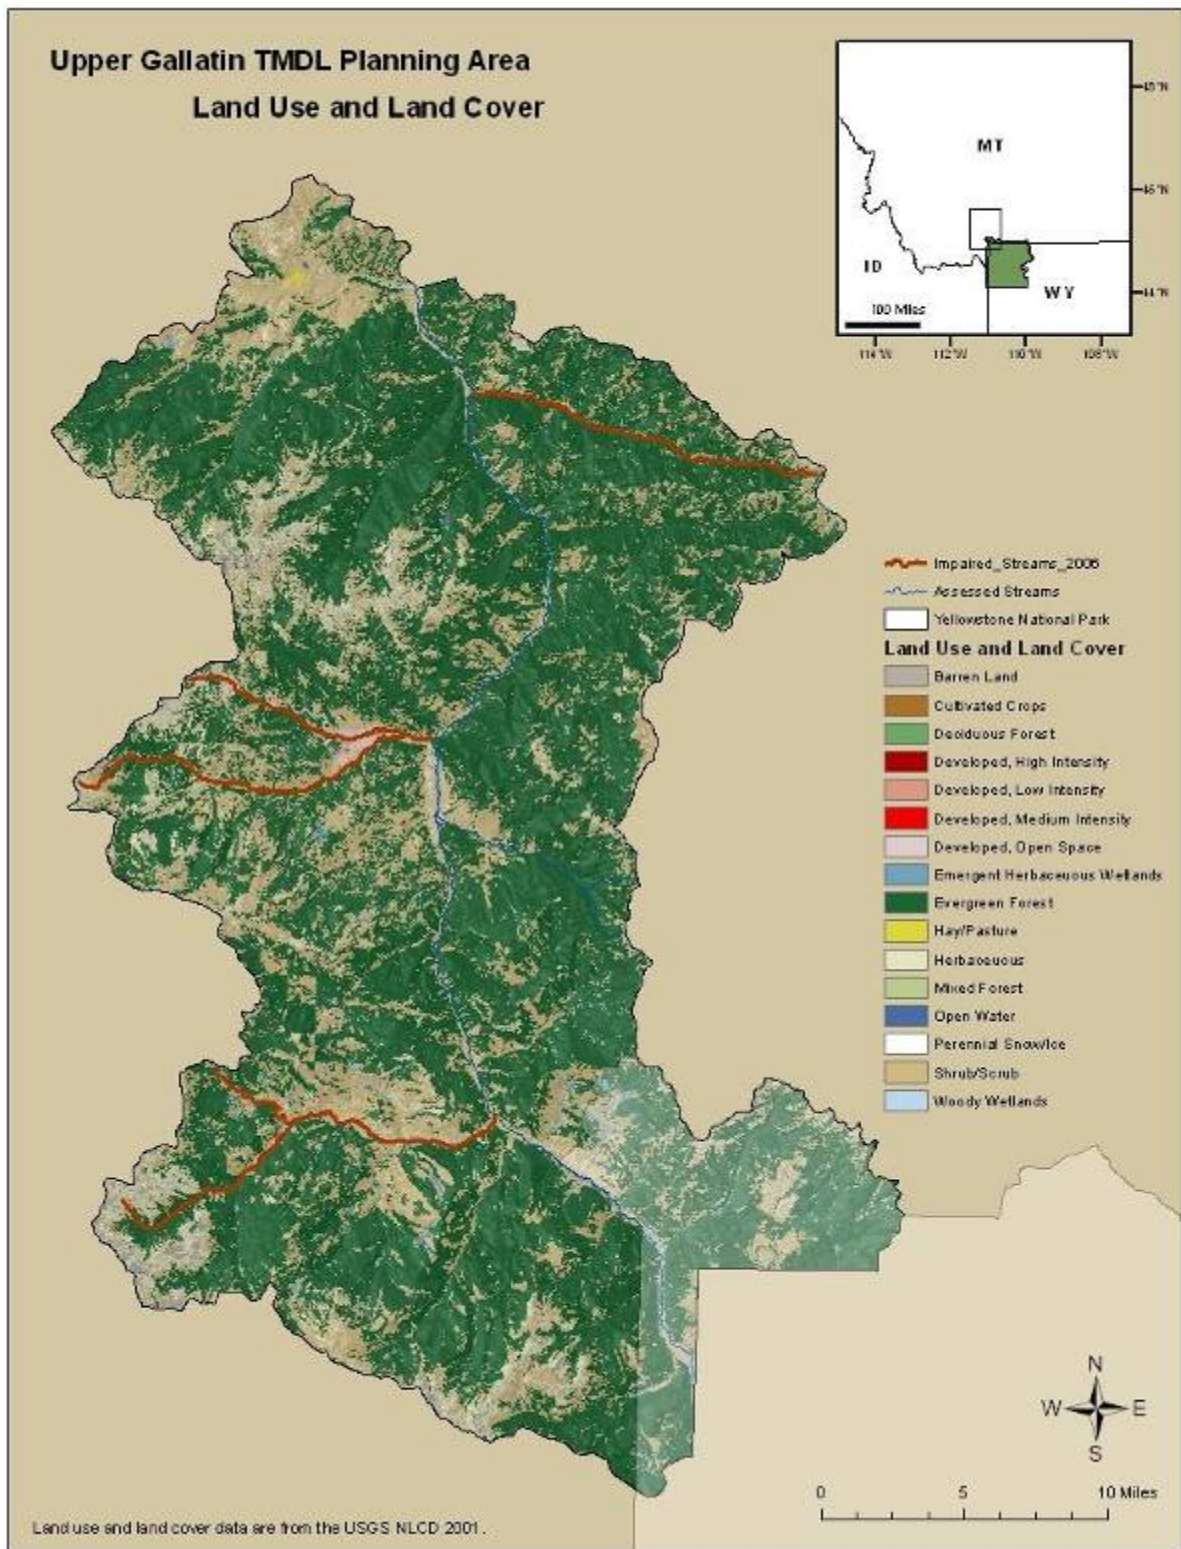 Upper Gallatin TMDL Planning Area
Land Use and Land Cover
MT
ID
WY
100 Miles
46°N
44°N
114°W
112°W
110°W
108°W
Impaired_Streams_2006
Assessed Streams
Yellowstone National Park
Land Use and Land Cover
Barren Land
Cultivated Crops
Deciduous Forest
Developed, High Intensity
Developed, Low Intensity
Developed, Medium Intensity
Developed, Open Space
Emergent Herbaceuous Wetlands
Evergreen Forest
Hay/Pasture
Herbaceuous
Mixed Forest
Open Water
Perennial Snow/Ice
Shrub/Scrub
Woody Wetlands
N
W E
S
0 5 10 Miles
Land use and land cover data are from the USGS NLCD 2001.